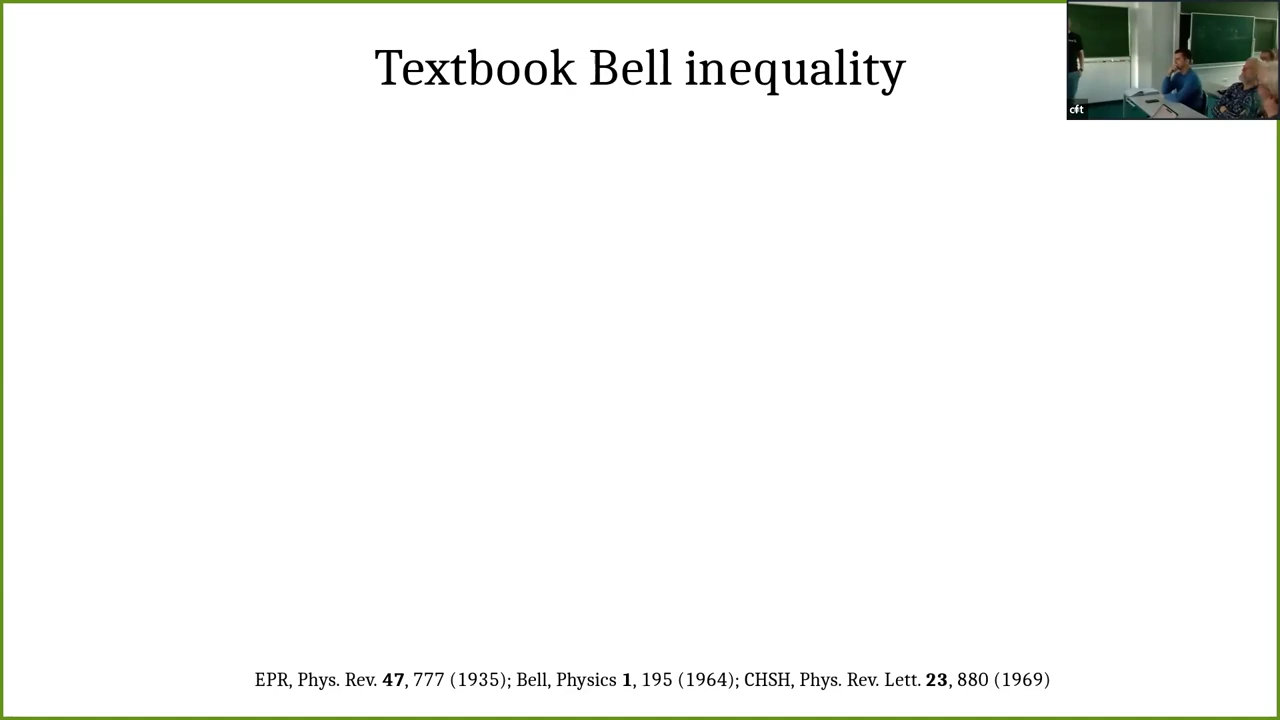 Textbook Bell inequality
cft
EPR, Phys. Rev. 47, 777 (1935); Bell, Physics 1, 195 (1964); CHSH, Phys. Rev. Lett. 23, 880 (1969)